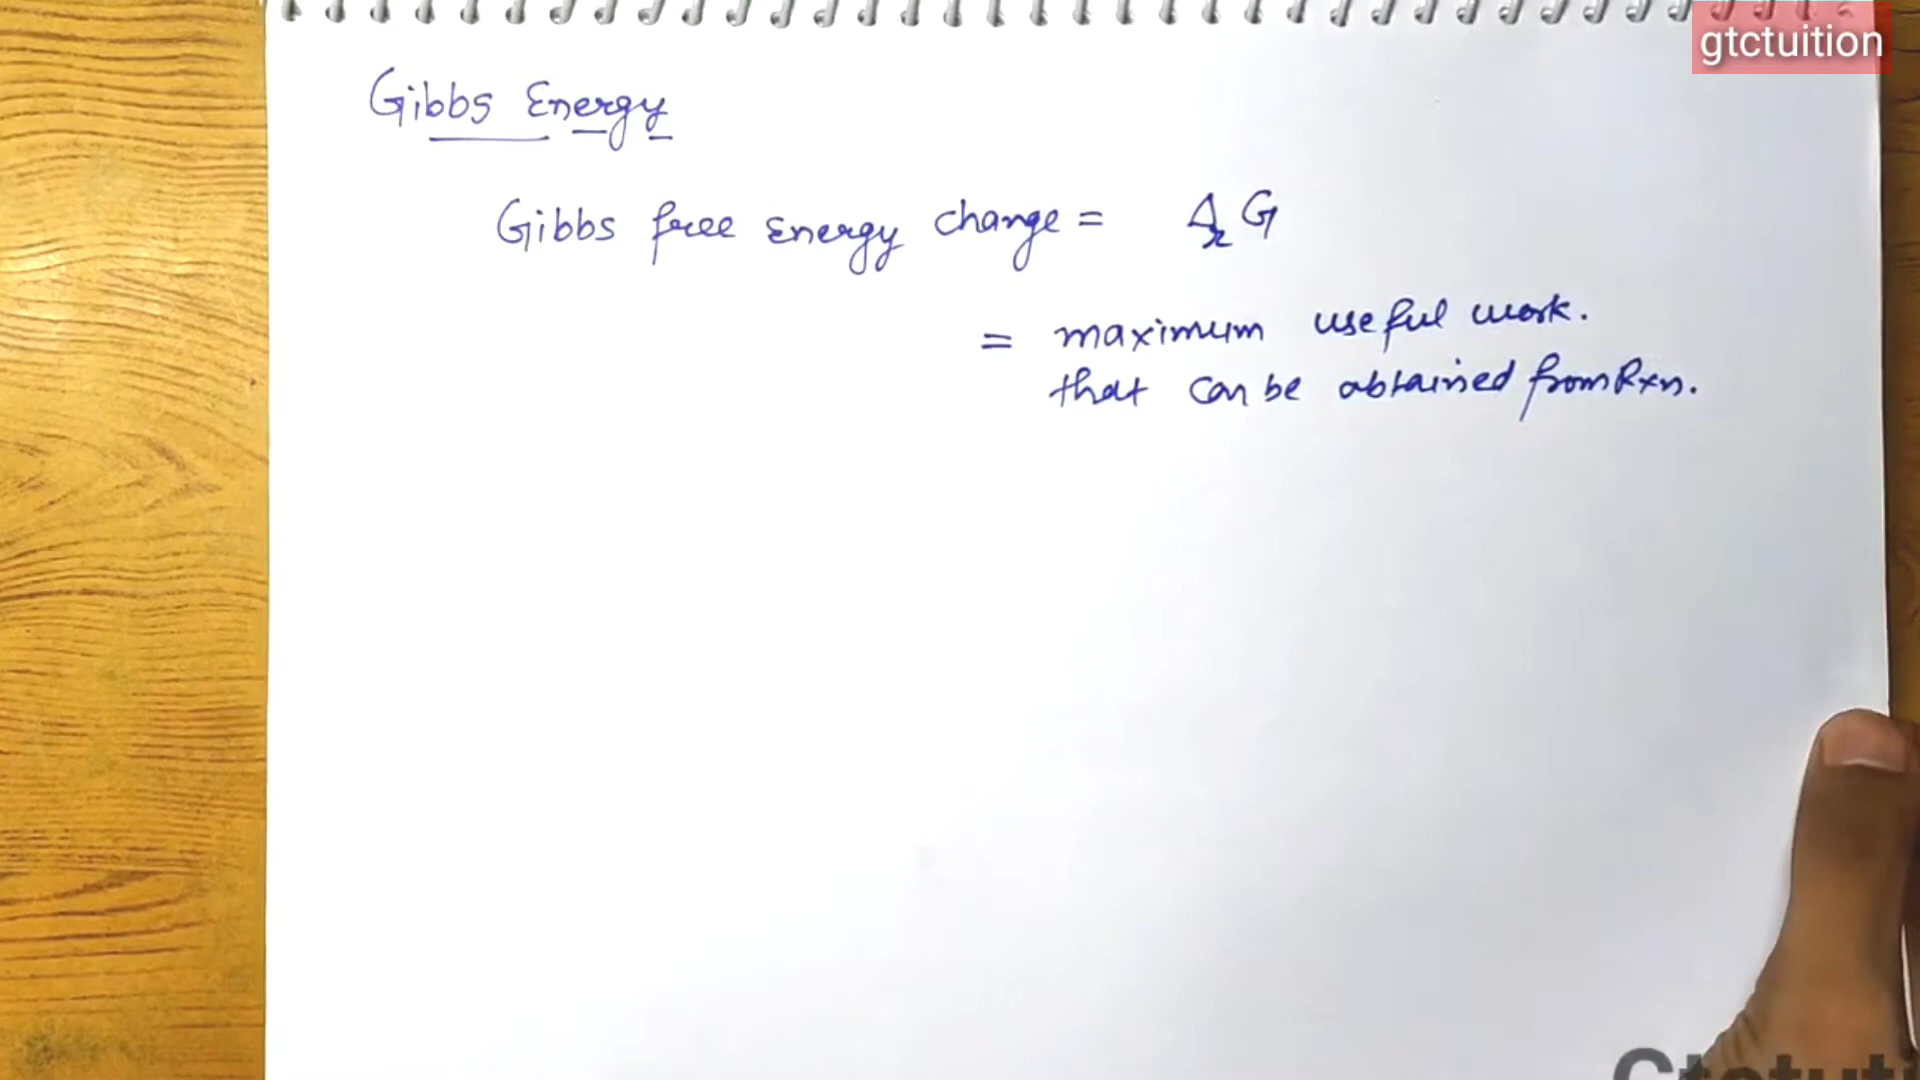 gtctuition
Gibbs Energy
Gibbs free Energy change = ΔrG
= maximum useful work.
that can be obtained from Rxn.